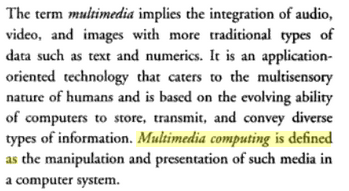 The term multimedia implies the integration of audio,
video, and images with more traditional types of
data such as text and numerics. It is an application-
oriented technology that caters to the multisensory
nature of humans and is based on the evolving ability
of computers to store, transmit, and convey diverse
types of information. Multimedia computing is defined
as the manipulation and presentation of such media in
a computer system.